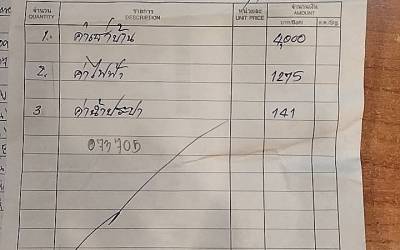 จำนวน รายการ หน่วยละ จำนวนเงิน
QUANTITY DESCRIPTION UNIT PRICE AMOUNT
1. ค่าเช่าบ้าน 4,000
2. ค่าไฟฟ้า 1275
3 ค่าน้ำประปา 141